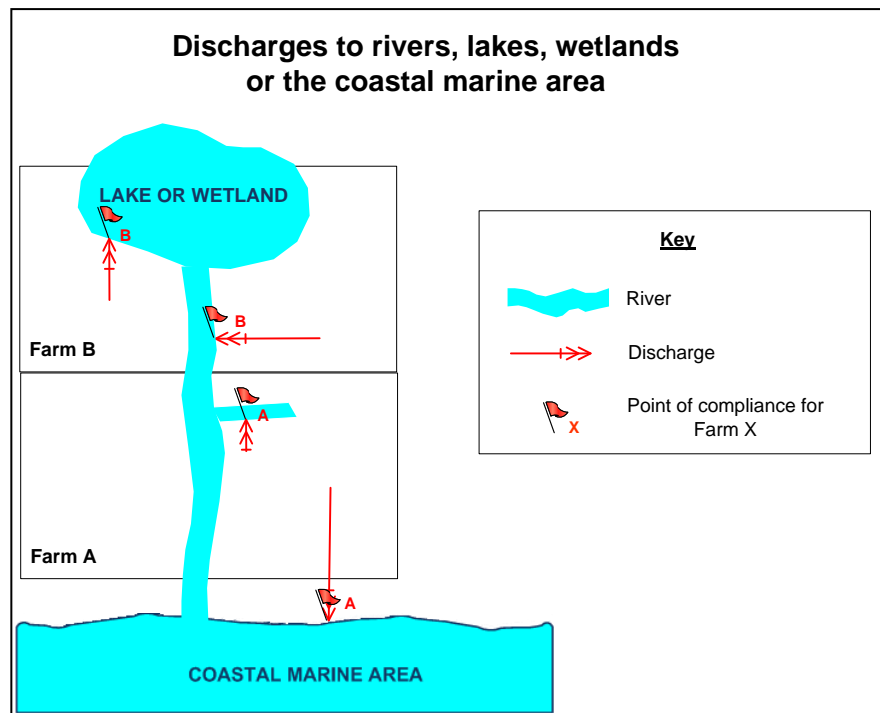 Discharges to rivers, lakes, wetlands
or the coastal marine area
LAKE OR WETLAND
B
B
Farm B
A
Farm A
A
COASTAL MARINE AREA
Key
River
Discharge
Point of compliance for
Farm X
X